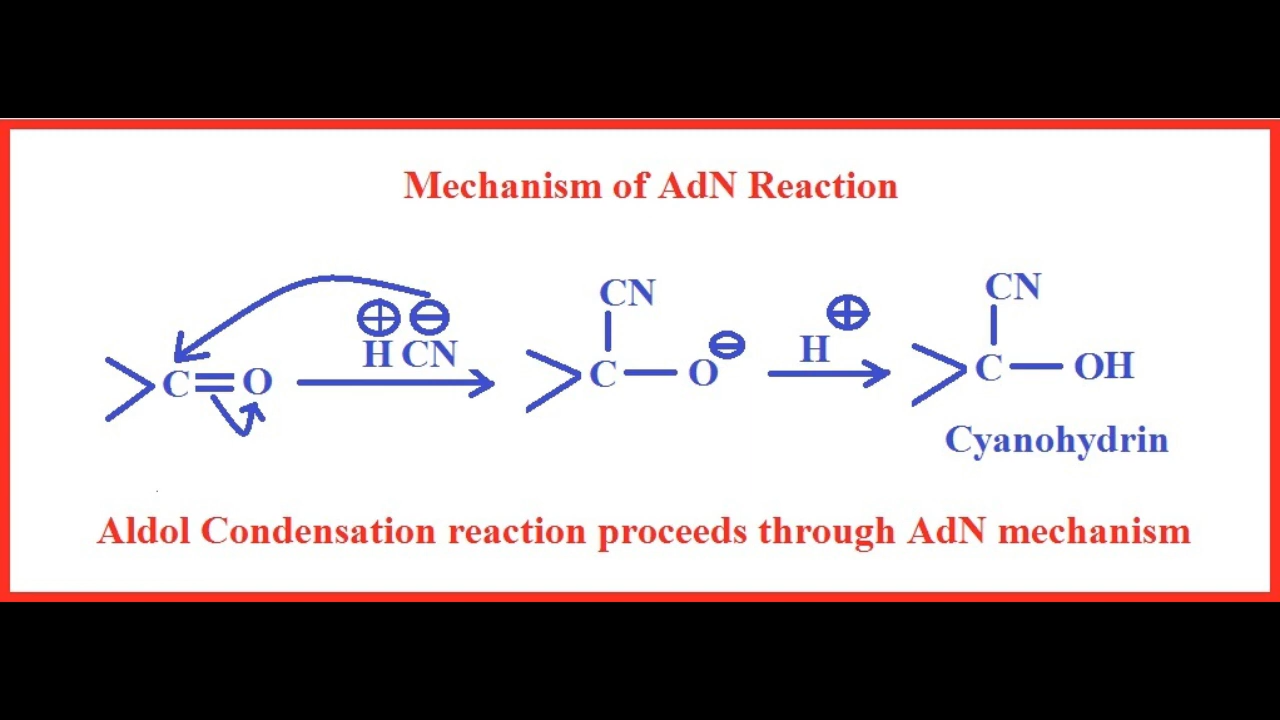 Mechanism of AdN Reaction
CN
CN
⊕ ⊖
H CN
H ⊕
C = O
C — O ⊖
C — OH
Cyanohydrin
Aldol Condensation reaction proceeds through AdN mechanism